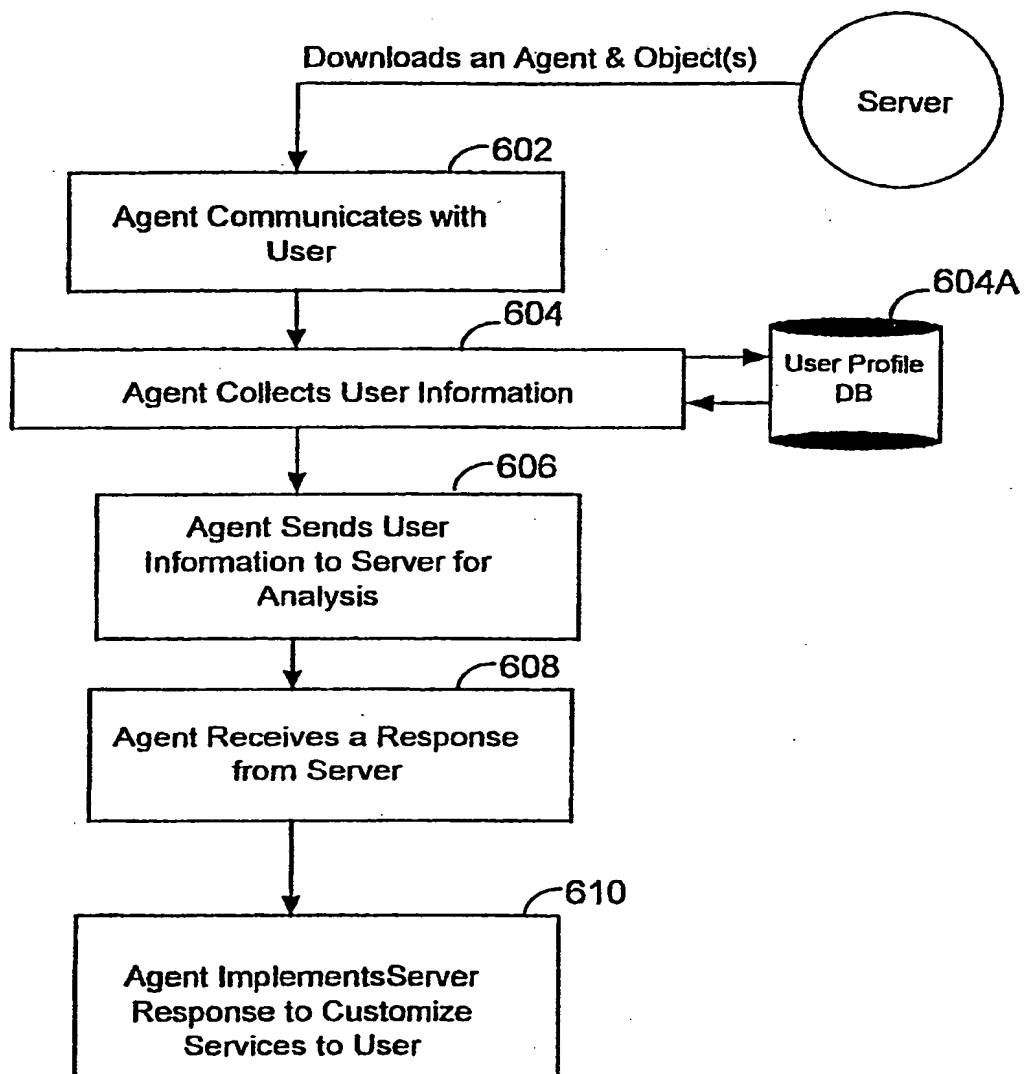 Downloads an Agent & Object(s)
Server
602
Agent Communicates with
User
604
604A
Agent Collects User Information
User Profile
DB
606
Agent Sends User
Information to Server for
Analysis
608
Agent Receives a Response
from Server
610
Agent ImplementsServer
Response to Customize
Services to User